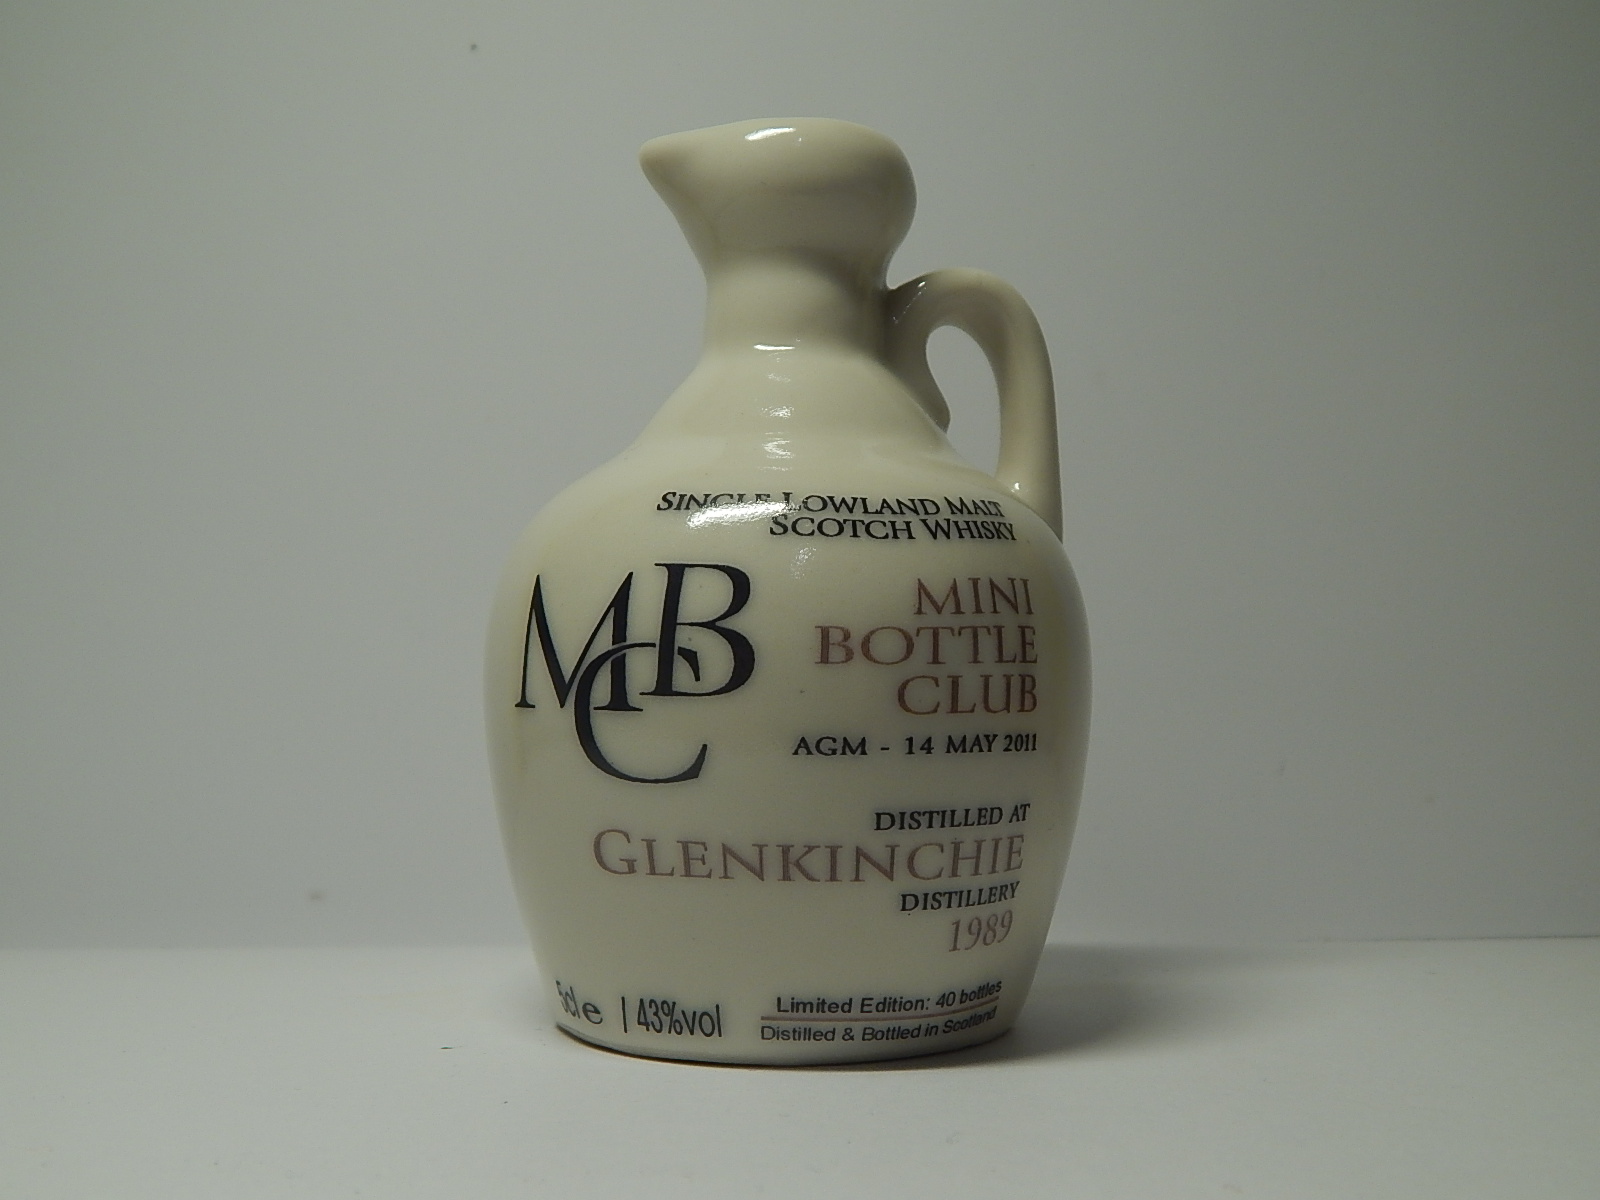 SINGLE LOWLAND MALT
SCOTCH WHISKY
MCB
MINI
BOTTLE
CLUB
AGM - 14 MAY 2011
DISTILLED AT
GLENKINCHIE
DISTILLERY
1989
5cl e | 43%vol
Limited Edition: 40 bottles
Distilled & Bottled in Scotland